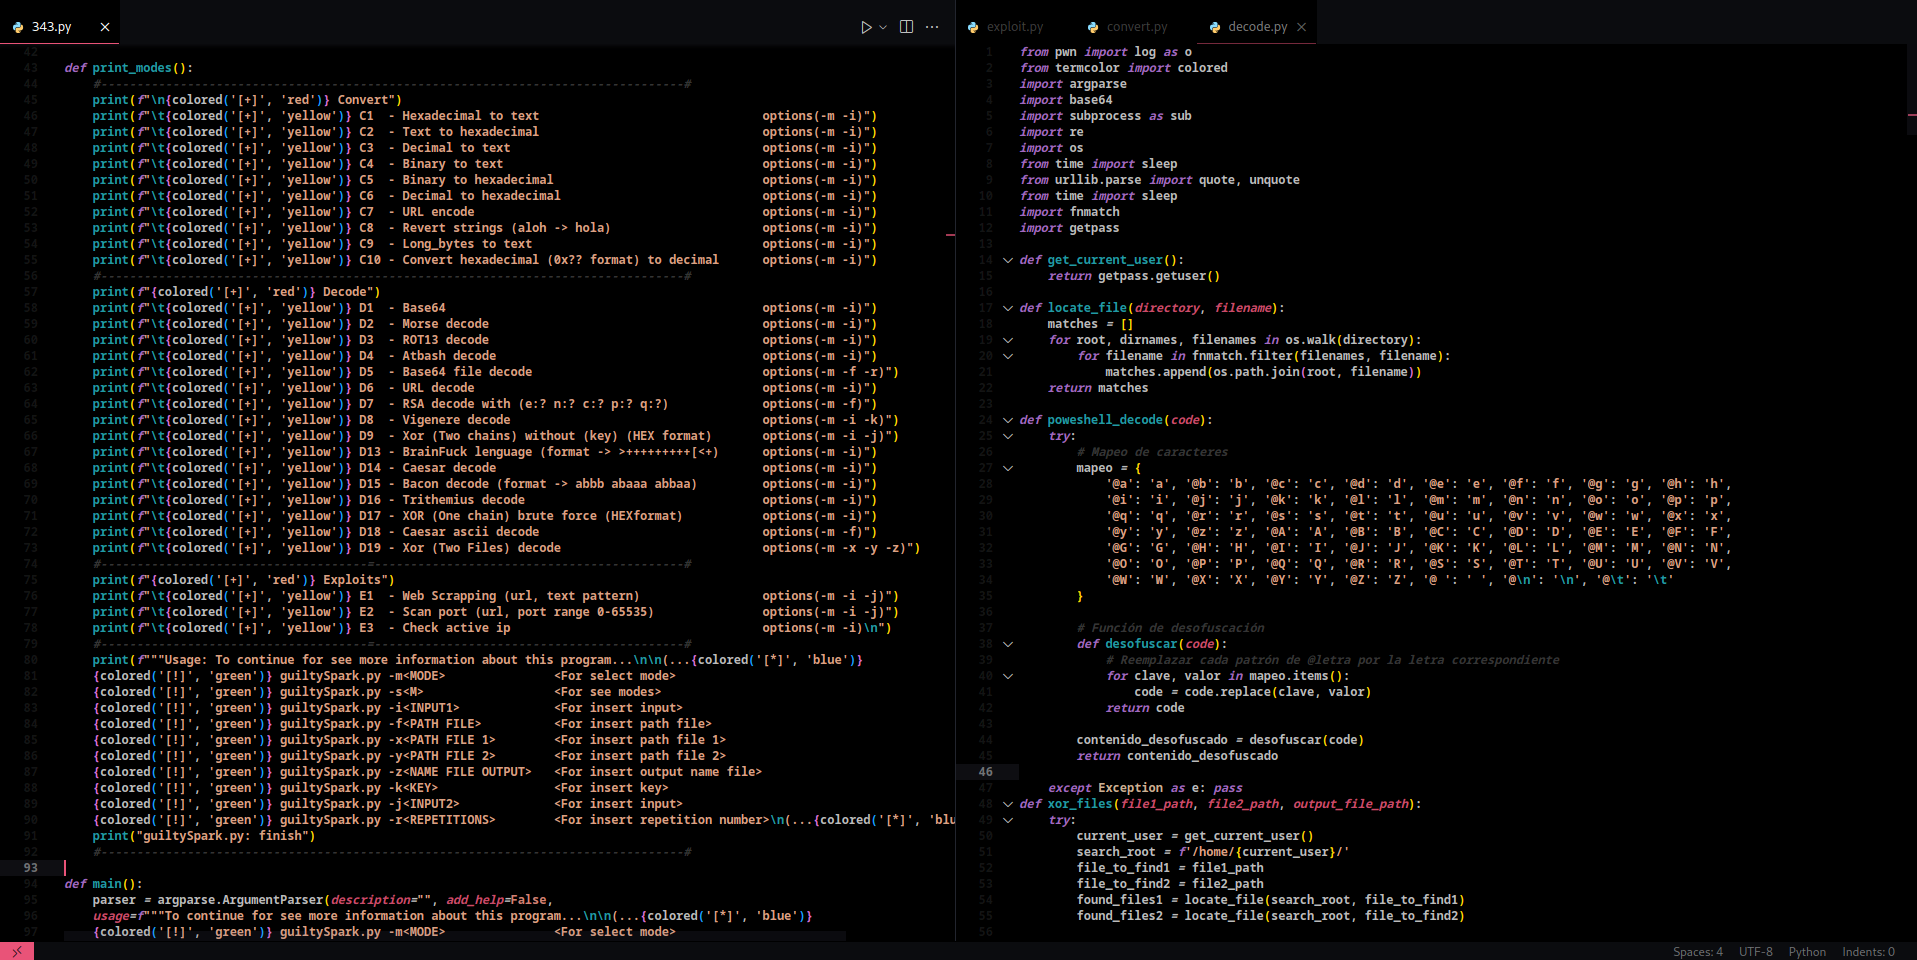 343.py
42
43 def print_modes():
44 #---------------------------------------------------------------------------------#
45 print(f"\n{colored('[+]', 'red')} Convert")
46 print(f"\t{colored('[+]', 'yellow')} C1  - Hexadecimal to text options(-m -i)")
47 print(f"\t{colored('[+]', 'yellow')} C2  - Text to hexadecimal options(-m -i)")
48 print(f"\t{colored('[+]', 'yellow')} C3  - Decimal to text options(-m -i)")
49 print(f"\t{colored('[+]', 'yellow')} C4  - Binary to text options(-m -i)")
50 print(f"\t{colored('[+]', 'yellow')} C5  - Binary to hexadecimal options(-m -i)")
51 print(f"\t{colored('[+]', 'yellow')} C6  - Decimal to hexadecimal options(-m -i)")
52 print(f"\t{colored('[+]', 'yellow')} C7  - URL encode options(-m -i)")
53 print(f"\t{colored('[+]', 'yellow')} C8  - Revert strings (aloh -> hola) options(-m -i)")
54 print(f"\t{colored('[+]', 'yellow')} C9  - Long_bytes to text options(-m -i)")
55 print(f"\t{colored('[+]', 'yellow')} C10 - Convert hexadecimal (0x?? format) to decimal options(-m -i)")
56 #---------------------------------------------------------------------------------#
57 print(f"{colored('[+]', 'red')} Decode")
58 print(f"\t{colored('[+]', 'yellow')} D1  - Base64 options(-m -i)")
59 print(f"\t{colored('[+]', 'yellow')} D2  - Morse decode options(-m -i)")
60 print(f"\t{colored('[+]', 'yellow')} D3  - ROT13 decode options(-m -i)")
61 print(f"\t{colored('[+]', 'yellow')} D4  - Atbash decode options(-m -i)")
62 print(f"\t{colored('[+]', 'yellow')} D5  - Base64 file decode options(-m -f -r)")
63 print(f"\t{colored('[+]', 'yellow')} D6  - URL decode options(-m -i)")
64 print(f"\t{colored('[+]', 'yellow')} D7  - RSA decode with (e:? n:? c:? p:? q:?) options(-m -f)")
65 print(f"\t{colored('[+]', 'yellow')} D8  - Vigenere decode options(-m -i -k)")
66 print(f"\t{colored('[+]', 'yellow')} D9  - Xor (Two chains) without (key) (HEX format) options(-m -i -j)")
67 print(f"\t{colored('[+]', 'yellow')} D13 - BrainFuck lenguage (format -> >+++++++++[<+) options(-m -i)")
68 print(f"\t{colored('[+]', 'yellow')} D14 - Caesar decode options(-m -i)")
69 print(f"\t{colored('[+]', 'yellow')} D15 - Bacon decode (format -> abbb abaaa abbaa) options(-m -i)")
70 print(f"\t{colored('[+]', 'yellow')} D16 - Trithemius decode options(-m -i)")
71 print(f"\t{colored('[+]', 'yellow')} D17 - XOR (One chain) brute force (HEXformat) options(-m -i)")
72 print(f"\t{colored('[+]', 'yellow')} D18 - Caesar ascii decode options(-m -f)")
73 print(f"\t{colored('[+]', 'yellow')} D19 - Xor (Two Files) decode options(-m -x -y -z)")
74 #--------------------------------------=------------------------------------------#
75 print(f"{colored('[+]', 'red')} Exploits")
76 print(f"\t{colored('[+]', 'yellow')} E1  - Web Scrapping (url, text pattern) options(-m -i -j)")
77 print(f"\t{colored('[+]', 'yellow')} E2  - Scan port (url, port range 0-65535) options(-m -i -j)")
78 print(f"\t{colored('[+]', 'yellow')} E3  - Check active ip options(-m -i)\n")
79 #--------------------------------------=------------------------------------------#
80 print(f"""Usage: To continue for see more information about this program...\n\n(...{colored('[*]', 'blue')}
81 {colored('[!]', 'green')} guiltySpark.py -m<MODE> <For select mode>
82 {colored('[!]', 'green')} guiltySpark.py -s<M> <For see modes>
83 {colored('[!]', 'green')} guiltySpark.py -i<INPUT1> <For insert input>
84 {colored('[!]', 'green')} guiltySpark.py -f<PATH FILE> <For insert path file>
85 {colored('[!]', 'green')} guiltySpark.py -x<PATH FILE 1> <For insert path file 1>
86 {colored('[!]', 'green')} guiltySpark.py -y<PATH FILE 2> <For insert path file 2>
87 {colored('[!]', 'green')} guiltySpark.py -z<NAME FILE OUTPUT> <For insert output name file>
88 {colored('[!]', 'green')} guiltySpark.py -k<KEY> <For insert key>
89 {colored('[!]', 'green')} guiltySpark.py -j<INPUT2> <For insert input>
90 {colored('[!]', 'green')} guiltySpark.py -r<REPETITIONS> <For insert repetition number>\n(...{colored('[*]', 'blu
91 print("guiltySpark.py: finish")
92 #---------------------------------------------------------------------------------#
93
94 def main():
95 parser = argparse.ArgumentParser(description="", add_help=False,
96 usage=f"""To continue for see more information about this program...\n\n(...{colored('[*]', 'blue')}
97 {colored('[!]', 'green')} guiltySpark.py -m<MODE> <For select mode>
exploit.py convert.py decode.py
1 from pwn import log as o
2 from termcolor import colored
3 import argparse
4 import base64
5 import subprocess as sub
6 import re
7 import os
8 from time import sleep
9 from urllib.parse import quote, unquote
10 from time import sleep
11 import fnmatch
12 import getpass
13
14 def get_current_user():
15 return getpass.getuser()
16
17 def locate_file(directory, filename):
18 matches = []
19 for root, dirnames, filenames in os.walk(directory):
20 for filename in fnmatch.filter(filenames, filename):
21 matches.append(os.path.join(root, filename))
22 return matches
23
24 def poweshell_decode(code):
25 try:
26 # Mapeo de caracteres
27 mapeo = {
28 '@a': 'a', '@b': 'b', '@c': 'c', '@d': 'd', '@e': 'e', '@f': 'f', '@g': 'g', '@h': 'h',
29 '@i': 'i', '@j': 'j', '@k': 'k', '@l': 'l', '@m': 'm', '@n': 'n', '@o': 'o', '@p': 'p',
30 '@q': 'q', '@r': 'r', '@s': 's', '@t': 't', '@u': 'u', '@v': 'v', '@w': 'w', '@x': 'x',
31 '@y': 'y', '@z': 'z', '@A': 'A', '@B': 'B', '@C': 'C', '@D': 'D', '@E': 'E', '@F': 'F',
32 '@G': 'G', '@H': 'H', '@I': 'I', '@J': 'J', '@K': 'K', '@L': 'L', '@M': 'M', '@N': 'N',
33 '@O': 'O', '@P': 'P', '@Q': 'Q', '@R': 'R', '@S': 'S', '@T': 'T', '@U': 'U', '@V': 'V',
34 '@W': 'W', '@X': 'X', '@Y': 'Y', '@Z': 'Z', '@ ': ' ', '@\n': '\n', '@\t': '\t'
35 }
36
37 # Función de desofuscación
38 def desofuscar(code):
39 # Reemplazar cada patrón de @letra por la letra correspondiente
40 for clave, valor in mapeo.items():
41 code = code.replace(clave, valor)
42 return code
43
44 contenido_desofuscado = desofuscar(code)
45 return contenido_desofuscado
46
47 except Exception as e: pass
48 def xor_files(file1_path, file2_path, output_file_path):
49 try:
50 current_user = get_current_user()
51 search_root = f'/home/{current_user}/'
52 file_to_find1 = file1_path
53 file_to_find2 = file2_path
54 found_files1 = locate_file(search_root, file_to_find1)
55 found_files2 = locate_file(search_root, file_to_find2)
56
Spaces: 4 UTF-8 Python Indents: 0